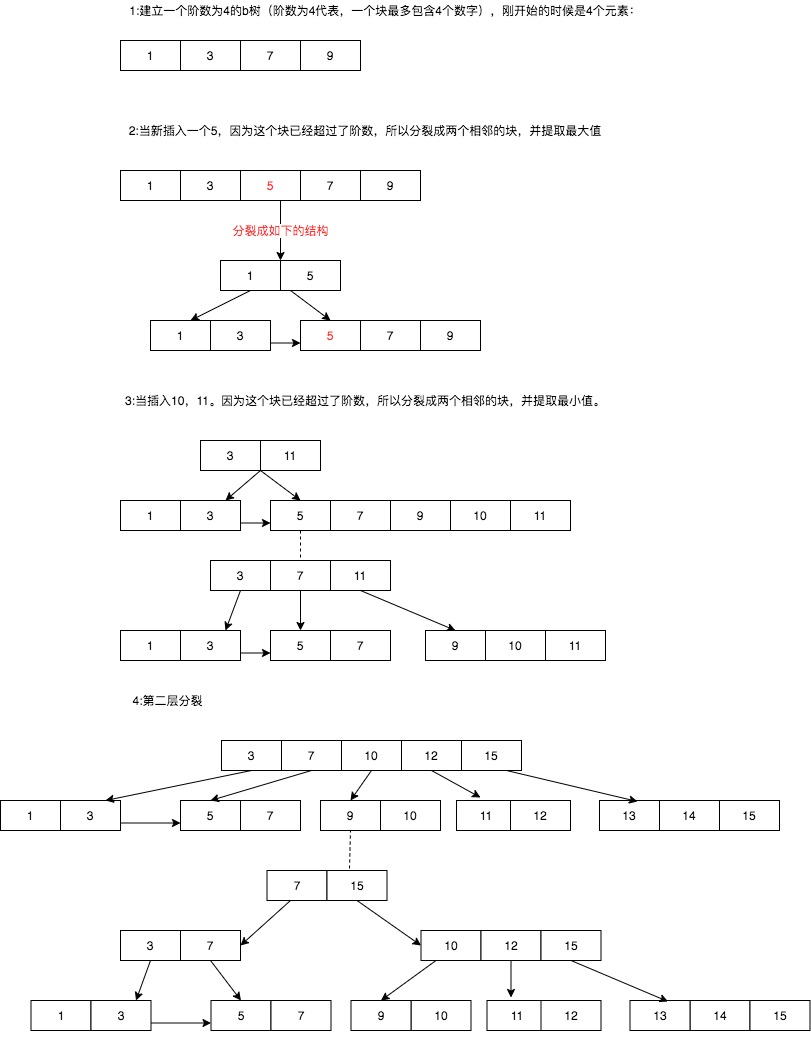 1:建立一个阶数为4的b树（阶数为4代表，一个块最多包含4个数字），刚开始的时候是4个元素：
1 3 7 9
2:当新插入一个5，因为这个块已经超过了阶数，所以分裂成两个相邻的块，并提取最大值
1 3 5 7 9
分裂成如下的结构
1 5
1 3 5 7 9
3:当插入10，11。因为这个块已经超过了阶数，所以分裂成两个相邻的块，并提取最小值。
3 11
1 3 5 7 9 10 11
3 7 11
1 3 5 7 9 10 11
4:第二层分裂
3 7 10 12 15
1 3 5 7 9 10 11 12 13 14 15
7 15
3 7 10 12 15
1 3 5 7 9 10 11 12 13 14 15